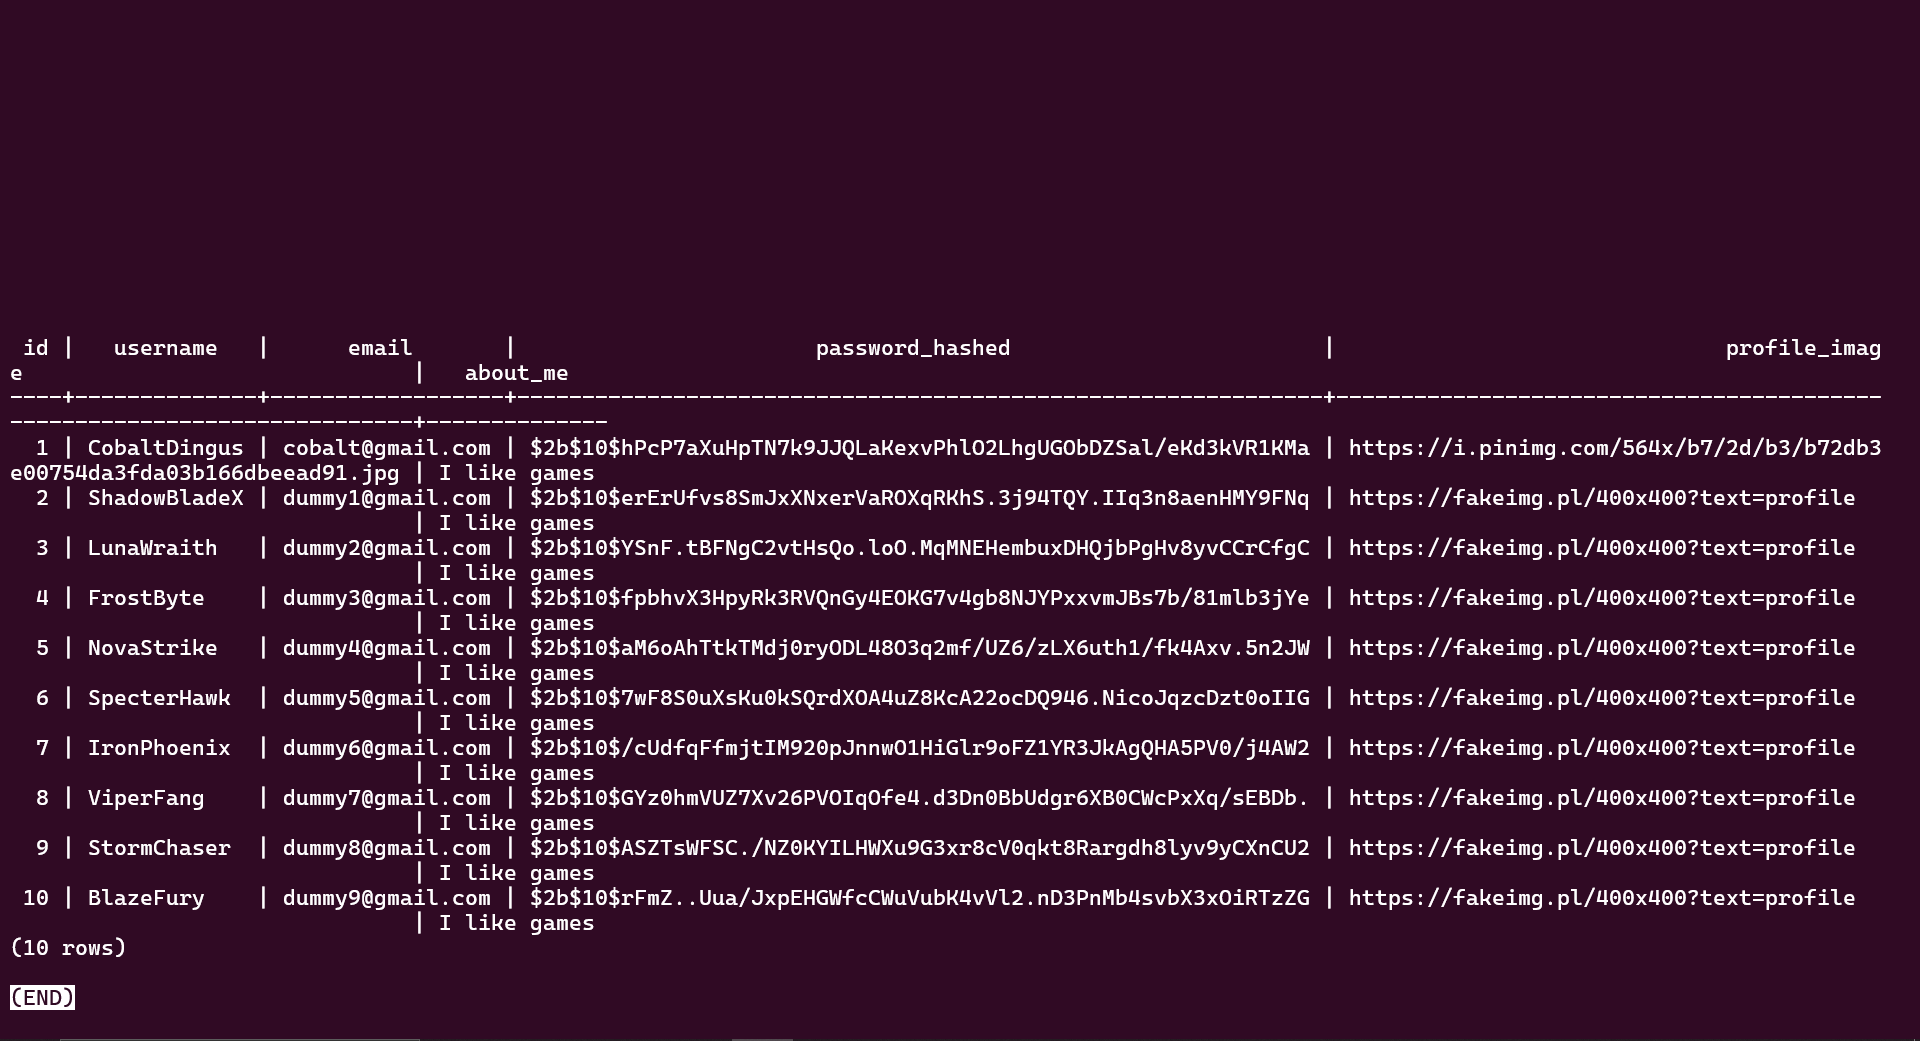 id |   username   |      email       |                       password_hashed                        |                              profile_imag
e                              |   about_me
----+--------------+------------------+--------------------------------------------------------------+------------------------------------------
-------------------------------+--------------
  1 | CobaltDingus | cobalt@gmail.com | $2b$10$hPcP7aXuHpTN7k9JJQLaKexvPhlO2LhgUGObDZSal/eKd3kVR1KMa | https://i.pinimg.com/564x/b7/2d/b3/b72db3
e00754da3fda03b166dbeead91.jpg | I like games
  2 | ShadowBladeX | dummy1@gmail.com | $2b$10$erErUfvs8SmJxXNxerVaROXqRKhS.3j94TQY.IIq3n8aenHMY9FNq | https://fakeimg.pl/400x400?text=profile
                               | I like games
  3 | LunaWraith   | dummy2@gmail.com | $2b$10$YSnF.tBFNgC2vtHsQo.loO.MqMNEHembuxDHQjbPgHv8yvCCrCfgC | https://fakeimg.pl/400x400?text=profile
                               | I like games
  4 | FrostByte    | dummy3@gmail.com | $2b$10$fpbhvX3HpyRk3RVQnGy4EOKG7v4gb8NJYPxxvmJBs7b/81mlb3jYe | https://fakeimg.pl/400x400?text=profile
                               | I like games
  5 | NovaStrike   | dummy4@gmail.com | $2b$10$aM6oAhTtkTMdj0ryODL48O3q2mf/UZ6/zLX6uth1/fk4Axv.5n2JW | https://fakeimg.pl/400x400?text=profile
                               | I like games
  6 | SpecterHawk  | dummy5@gmail.com | $2b$10$7wF8S0uXsKu0kSQrdXOA4uZ8KcA22ocDQ946.NicoJqzcDzt0oIIG | https://fakeimg.pl/400x400?text=profile
                               | I like games
  7 | IronPhoenix  | dummy6@gmail.com | $2b$10$/cUdfqFfmjtIM920pJnnwO1HiGlr9oFZ1YR3JkAgQHA5PV0/j4AW2 | https://fakeimg.pl/400x400?text=profile
                               | I like games
  8 | ViperFang    | dummy7@gmail.com | $2b$10$GYz0hmVUZ7Xv26PVOIqOfe4.d3Dn0BbUdgr6XB0CWcPxXq/sEBDb. | https://fakeimg.pl/400x400?text=profile
                               | I like games
  9 | StormChaser  | dummy8@gmail.com | $2b$10$ASZTsWFSC./NZ0KYILHWXu9G3xr8cV0qkt8Rargdh8lyv9yCXnCU2 | https://fakeimg.pl/400x400?text=profile
                               | I like games
 10 | BlazeFury    | dummy9@gmail.com | $2b$10$rFmZ..Uua/JxpEHGWfcCWuVubK4vVl2.nD3PnMb4svbX3xOiRTzZG | https://fakeimg.pl/400x400?text=profile
                               | I like games
(10 rows)
(END)